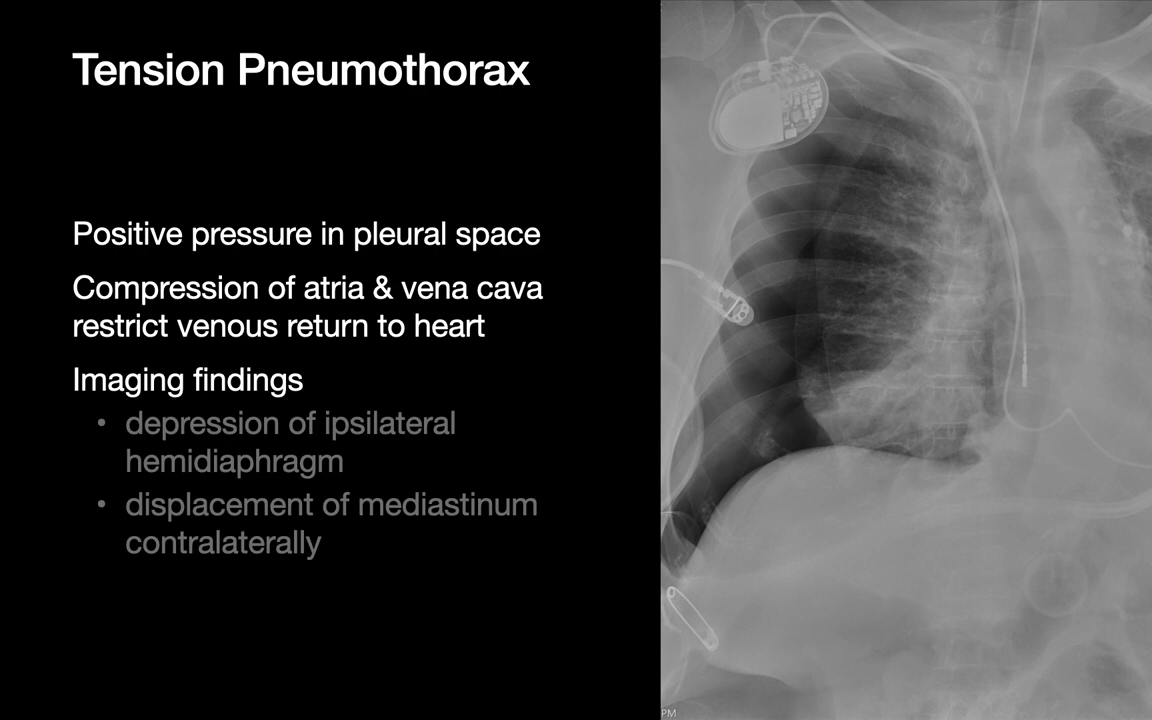 Tension Pneumothorax
Positive pressure in pleural space
Compression of atria & vena cava
restrict venous return to heart
Imaging findings
• depression of ipsilateral
hemidiaphragm
• displacement of mediastinum
contralaterally
PM